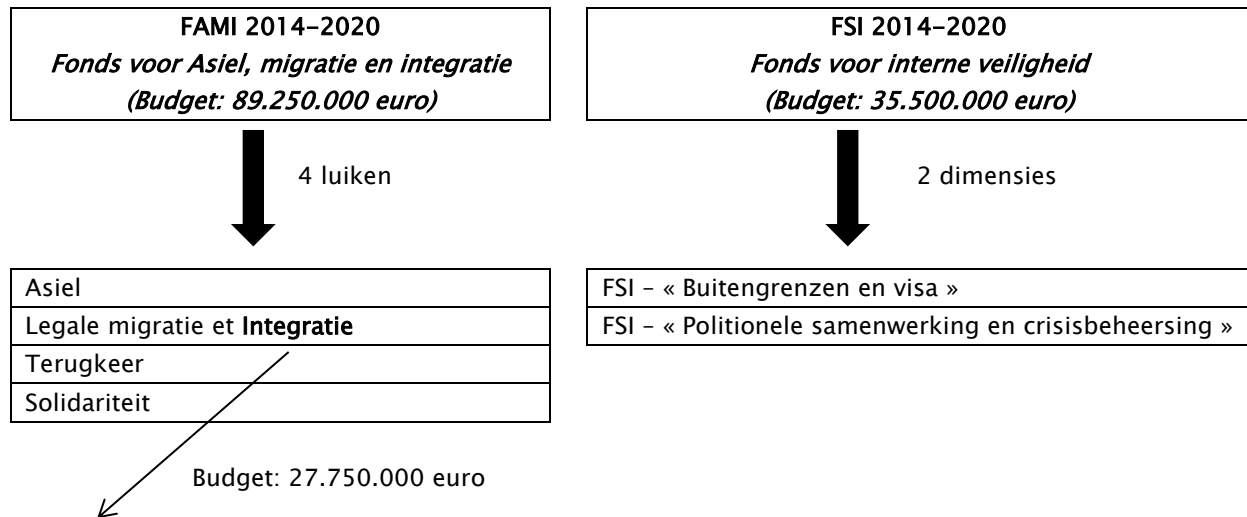 FAMI 2014-2020
Fonds voor Asiel, migratie en integratie
(Budget: 89.250.000 euro)
4 luiken
Asiel
Legale migratie et Integratie
Terugkeer
Solidariteit
Budget: 27.750.000 euro
FSI 2014-2020
Fonds voor interne veiligheid
(Budget: 35.500.000 euro)
2 dimensies
FSI – « Buitengrenzen en visa »
FSI – « Politionele samenwerking en crisisbeheersing »